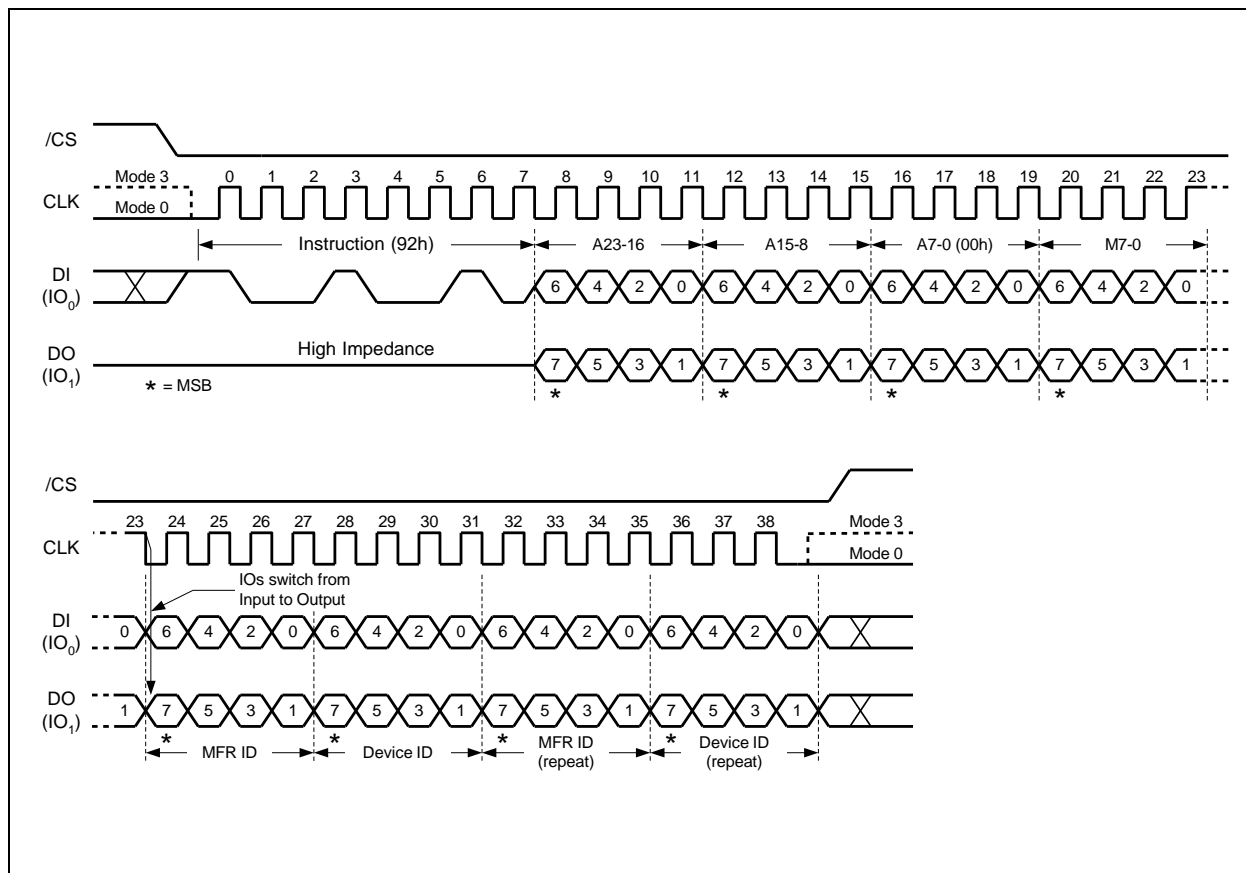 /CS
Mode 3 0 1 2 3 4 5 6 7 8 9 10 11 12 13 14 15 16 17 18 19 20 21 22 23
CLK
Mode 0
Instruction (92h) A23-16 A15-8 A7-0 (00h) M7-0
DI
(IO0) 6 4 2 0 6 4 2 0 6 4 2 0 6 4 2 0
High Impedance
DO
(IO1) 7 5 3 1 7 5 3 1 7 5 3 1 7 5 3 1
* = MSB * * * *
/CS
23 24 25 26 27 28 29 30 31 32 33 34 35 36 37 38 Mode 3
CLK
Mode 0
IOs switch from
Input to Output
DI
(IO0) 0 6 4 2 0 6 4 2 0 6 4 2 0 6 4 2 0
DO
(IO1) 1 7 5 3 1 7 5 3 1 7 5 3 1 7 5 3 1
* * * *
MFR ID Device ID MFR ID (repeat) Device ID (repeat)